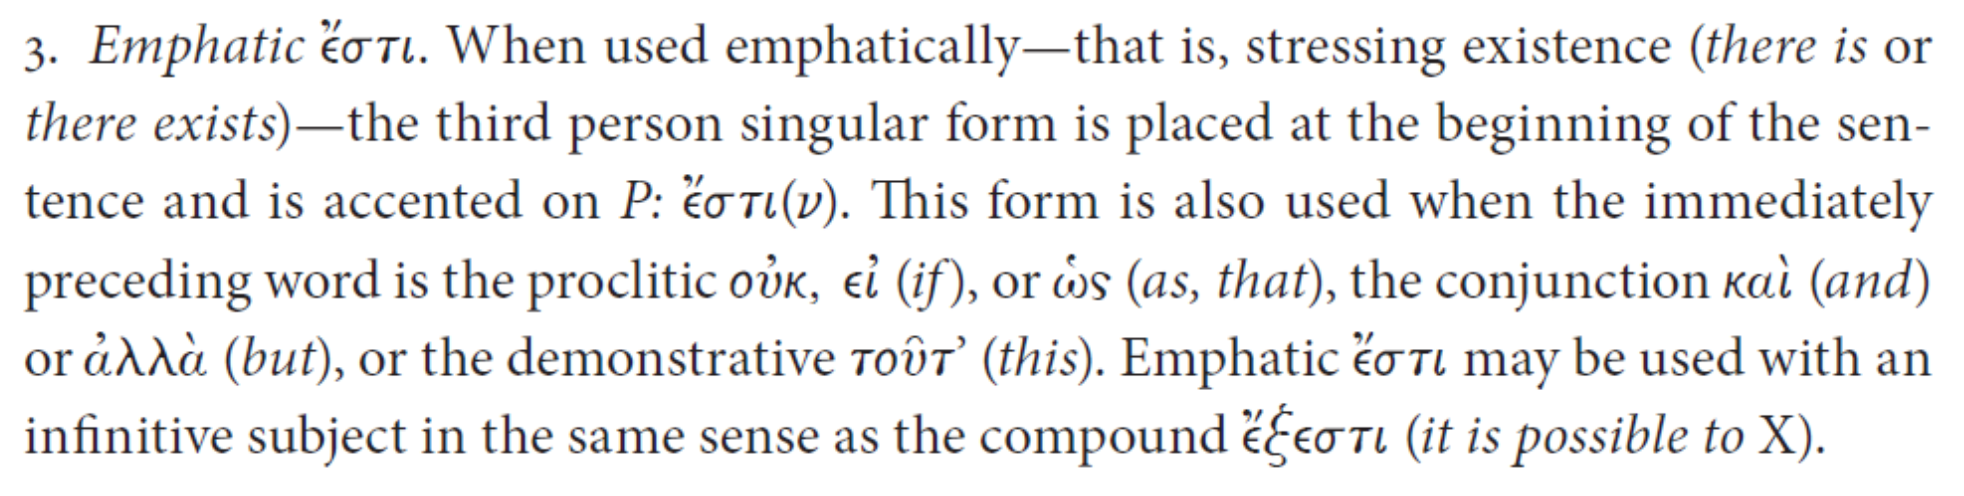 3. Emphatic ἔστι. When used emphatically—that is, stressing existence (there is or
there exists)—the third person singular form is placed at the beginning of the sen-
tence and is accented on P: ἔστι(ν). This form is also used when the immediately
preceding word is the proclitic οὐκ, εἰ (if), or ὡς (as, that), the conjunction καὶ (and)
or ἀλλὰ (but), or the demonstrative τοῦτ’ (this). Emphatic ἔστι may be used with an
infinitive subject in the same sense as the compound ἔξεστι (it is possible to X).